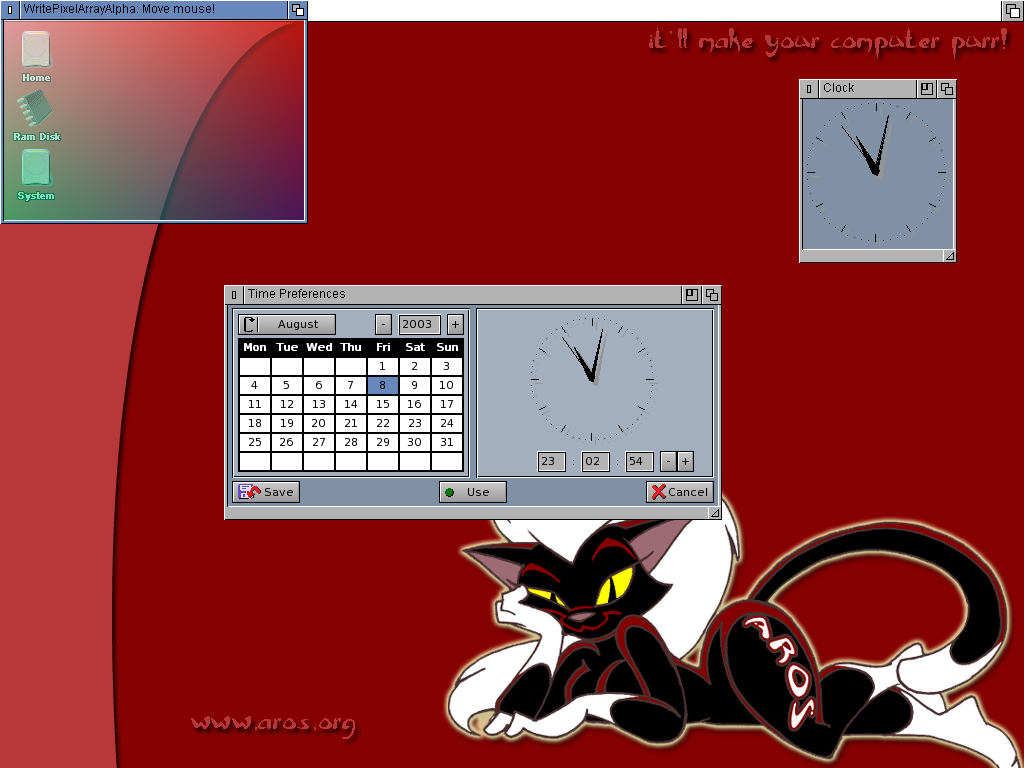 WritePixelArrayAlpha: Move mouse!
it'll make your computer purr!
Home
Ram Disk
System
Clock
Time Preferences
August - 2003 +
Mon Tue Wed Thu Fri Sat Sun
1 2 3
4 5 6 7 8 9 10
11 12 13 14 15 16 17
18 19 20 21 22 23 24
25 26 27 28 29 30 31
23 : 02 : 54 - +
Save Use Cancel
AROS
www.aros.org